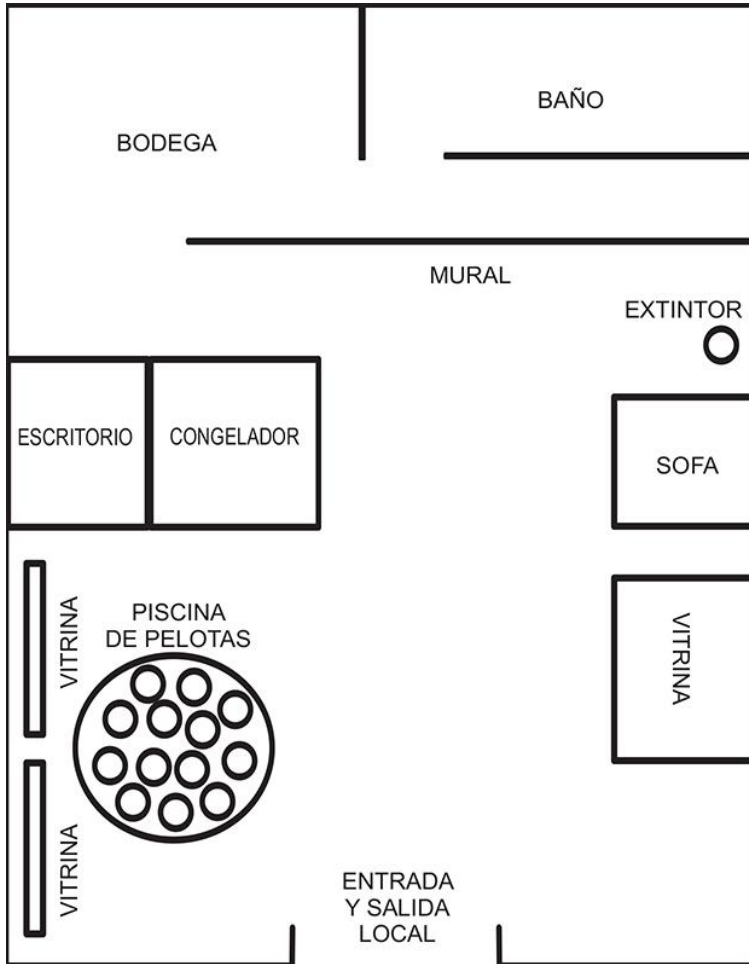 BAÑO
BODEGA
MURAL
EXTINTOR
ESCRITORIO
CONGELADOR
SOFA
VITRINA
PISCINA
DE PELOTAS
VITRINA
VITRINA
ENTRADA
Y SALIDA
LOCAL